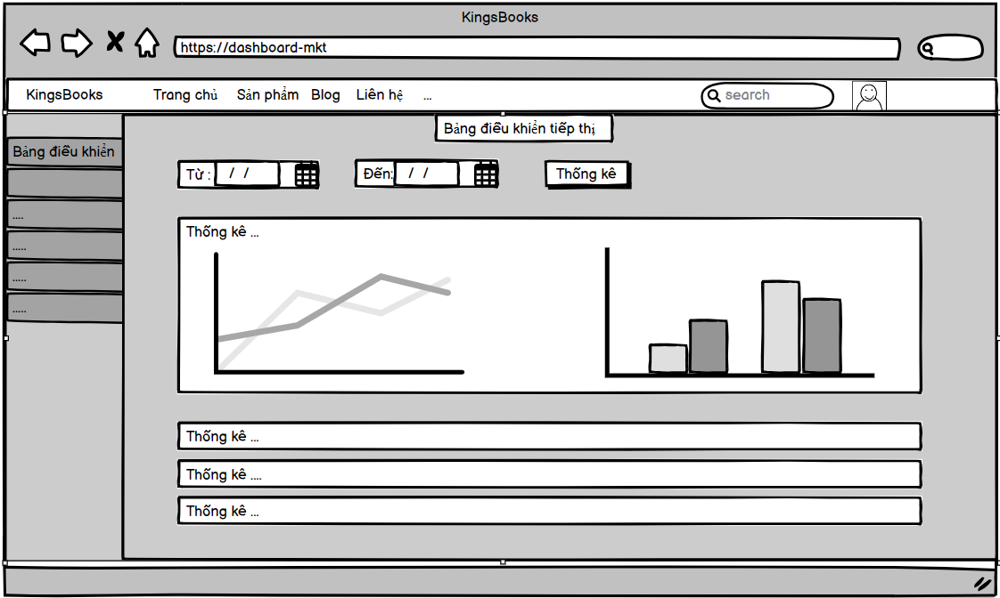 KingsBooks
https://dashboard-mkt
KingsBooks Trang chủ Sản phẩm Blog Liên hệ ... search
Bảng điều khiển tiếp thị
Bảng điều khiển
....
.....
.....
.....
Từ : / / Đến: / / Thống kê
Thống kê ...
Thống kê ...
Thống kê ....
Thống kê ...